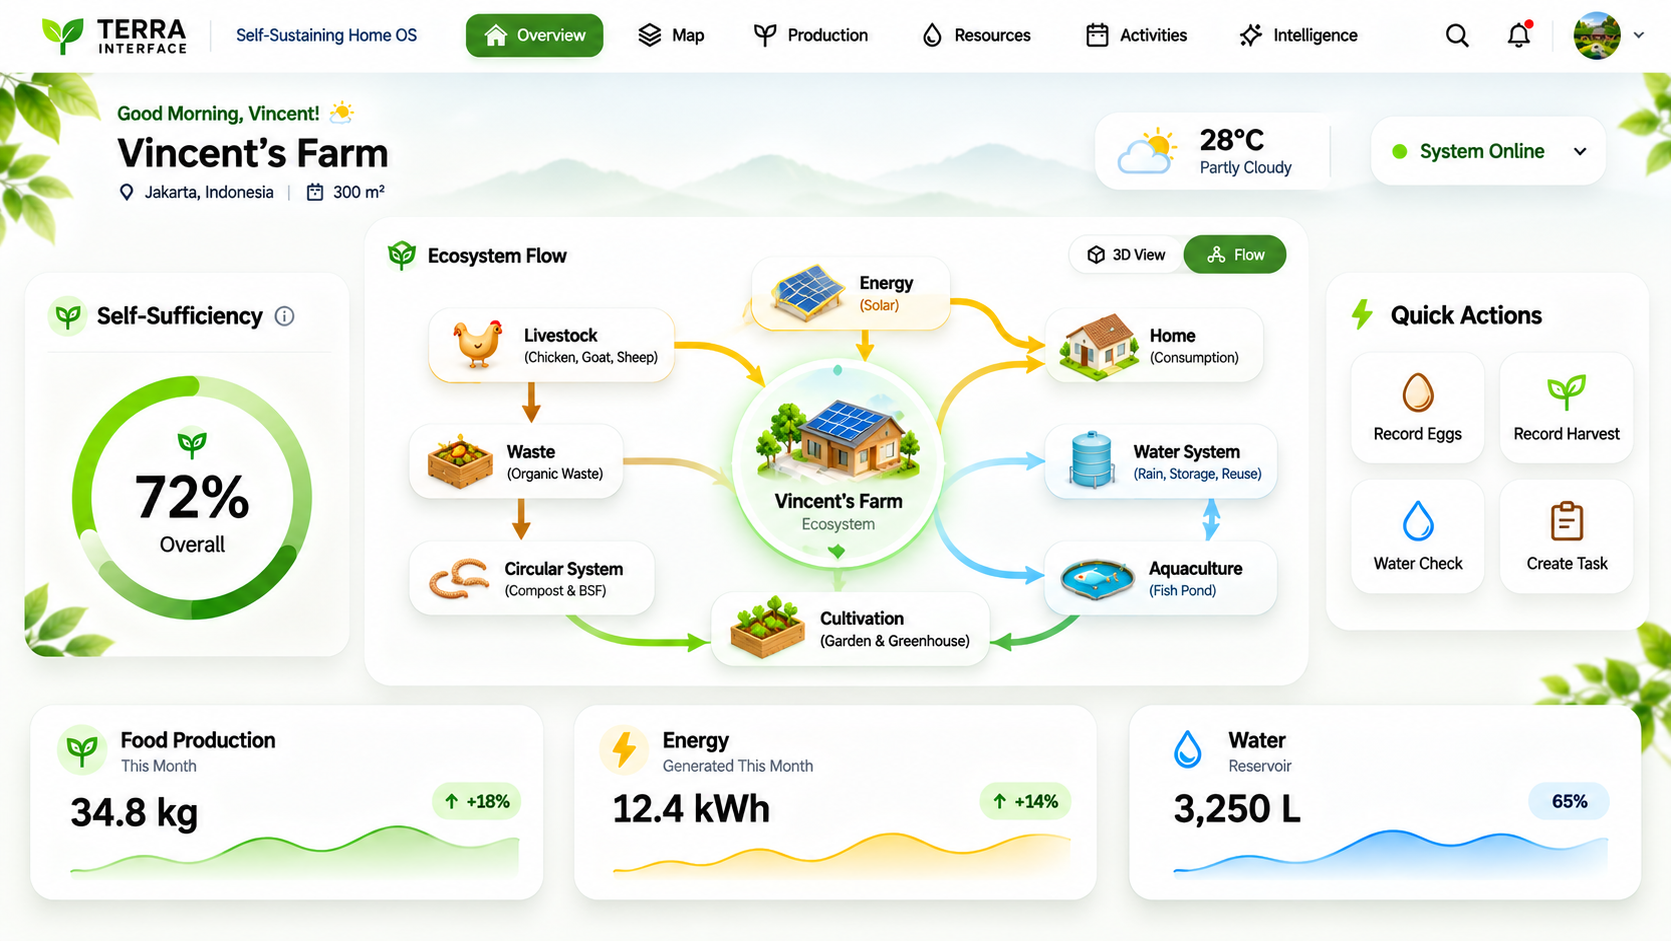 TERRA
INTERFACE
Self-Sustaining Home OS
Overview
Map
Production
Resources
Activities
Intelligence
Good Morning, Vincent!
Vincent's Farm
Jakarta, Indonesia | 300 m²
28°C
Partly Cloudy
System Online
Self-Sufficiency
72%
Overall
Ecosystem Flow
3D View
Flow
Energy
(Solar)
Livestock
(Chicken, Goat, Sheep)
Home
(Consumption)
Waste
(Organic Waste)
Vincent's Farm
Ecosystem
Water System
(Rain, Storage, Reuse)
Circular System
(Compost & BSF)
Aquaculture
(Fish Pond)
Cultivation
(Garden & Greenhouse)
Quick Actions
Record Eggs
Record Harvest
Water Check
Create Task
Food Production
This Month
34.8 kg
+18%
Energy
Generated This Month
12.4 kWh
+14%
Water
Reservoir
3,250 L
65%